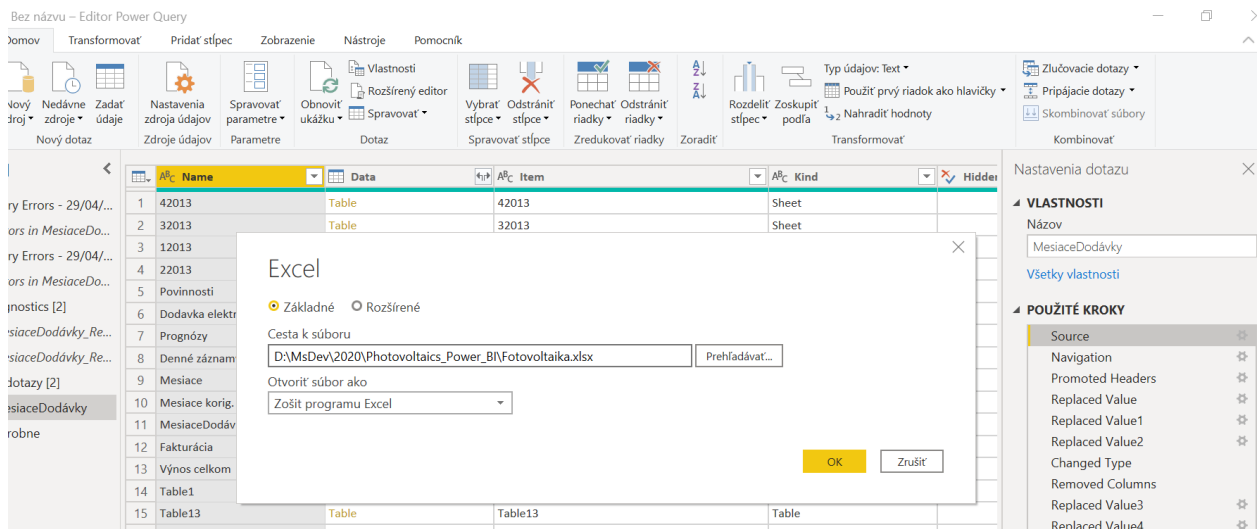 Bez názvu – Editor Power Query
Domov Transformovať Pridať stĺpec Zobrazenie Nástroje Pomocník
Nový zdroj
Nedávne zdroje
Zadať údaje
Nový dotaz
Nastavenia zdroja údajov
Zdroje údajov
Spravovať parametre
Parametre
Obnoviť ukážku
Vlastnosti
Rozšírený editor
Spravovať
Dotaz
Vybrať stĺpce
Odstrániť stĺpce
Spravovať stĺpce
Ponechať riadky
Odstrániť riadky
Zredukovať riadky
Zoradiť
Rozdeliť stĺpec
Zoskupiť podľa
Typ údajov: Text
Použiť prvý riadok ako hlavičky
Nahradiť hodnoty
Transformovať
Zlučovacie dotazy
Pripájacie dotazy
Skombinovať súbory
Kombinovať
ry Errors - 29/04/...
ors in MesiaceDo...
ry Errors - 29/04/...
ors in MesiaceDo...
gnostics [2]
esiaceDodávky_Re...
esiaceDodávky_Re...
dotazy [2]
esiaceDodávky
robne
Name Data Item Kind Hidden
1 42013 Table 42013 Sheet
2 32013 Table 32013 Sheet
3 12013
4 22013
5 Povinnosti
6 Dodavka elektr
7 Prognózy
8 Denné záznam
9 Mesiace
10 Mesiace korig.
11 MesiaceDodáv
12 Fakturácia
13 Výnos celkom
14 Table1
15 Table13 Table Table13 Table
Excel
Základné Rozšírené
Cesta k súboru
D:\MsDev\2020\Photovoltaics_Power_BI\Fotovoltaika.xlsx Prehľadávať...
Otvoriť súbor ako
Zošit programu Excel
OK Zrušiť
Nastavenia dotazu
VLASTNOSTI
Názov
MesiaceDodávky
Všetky vlastnosti
POUŽITÉ KROKY
Source
Navigation
Promoted Headers
Replaced Value
Replaced Value1
Replaced Value2
Changed Type
Removed Columns
Replaced Value3
Replaced Value4